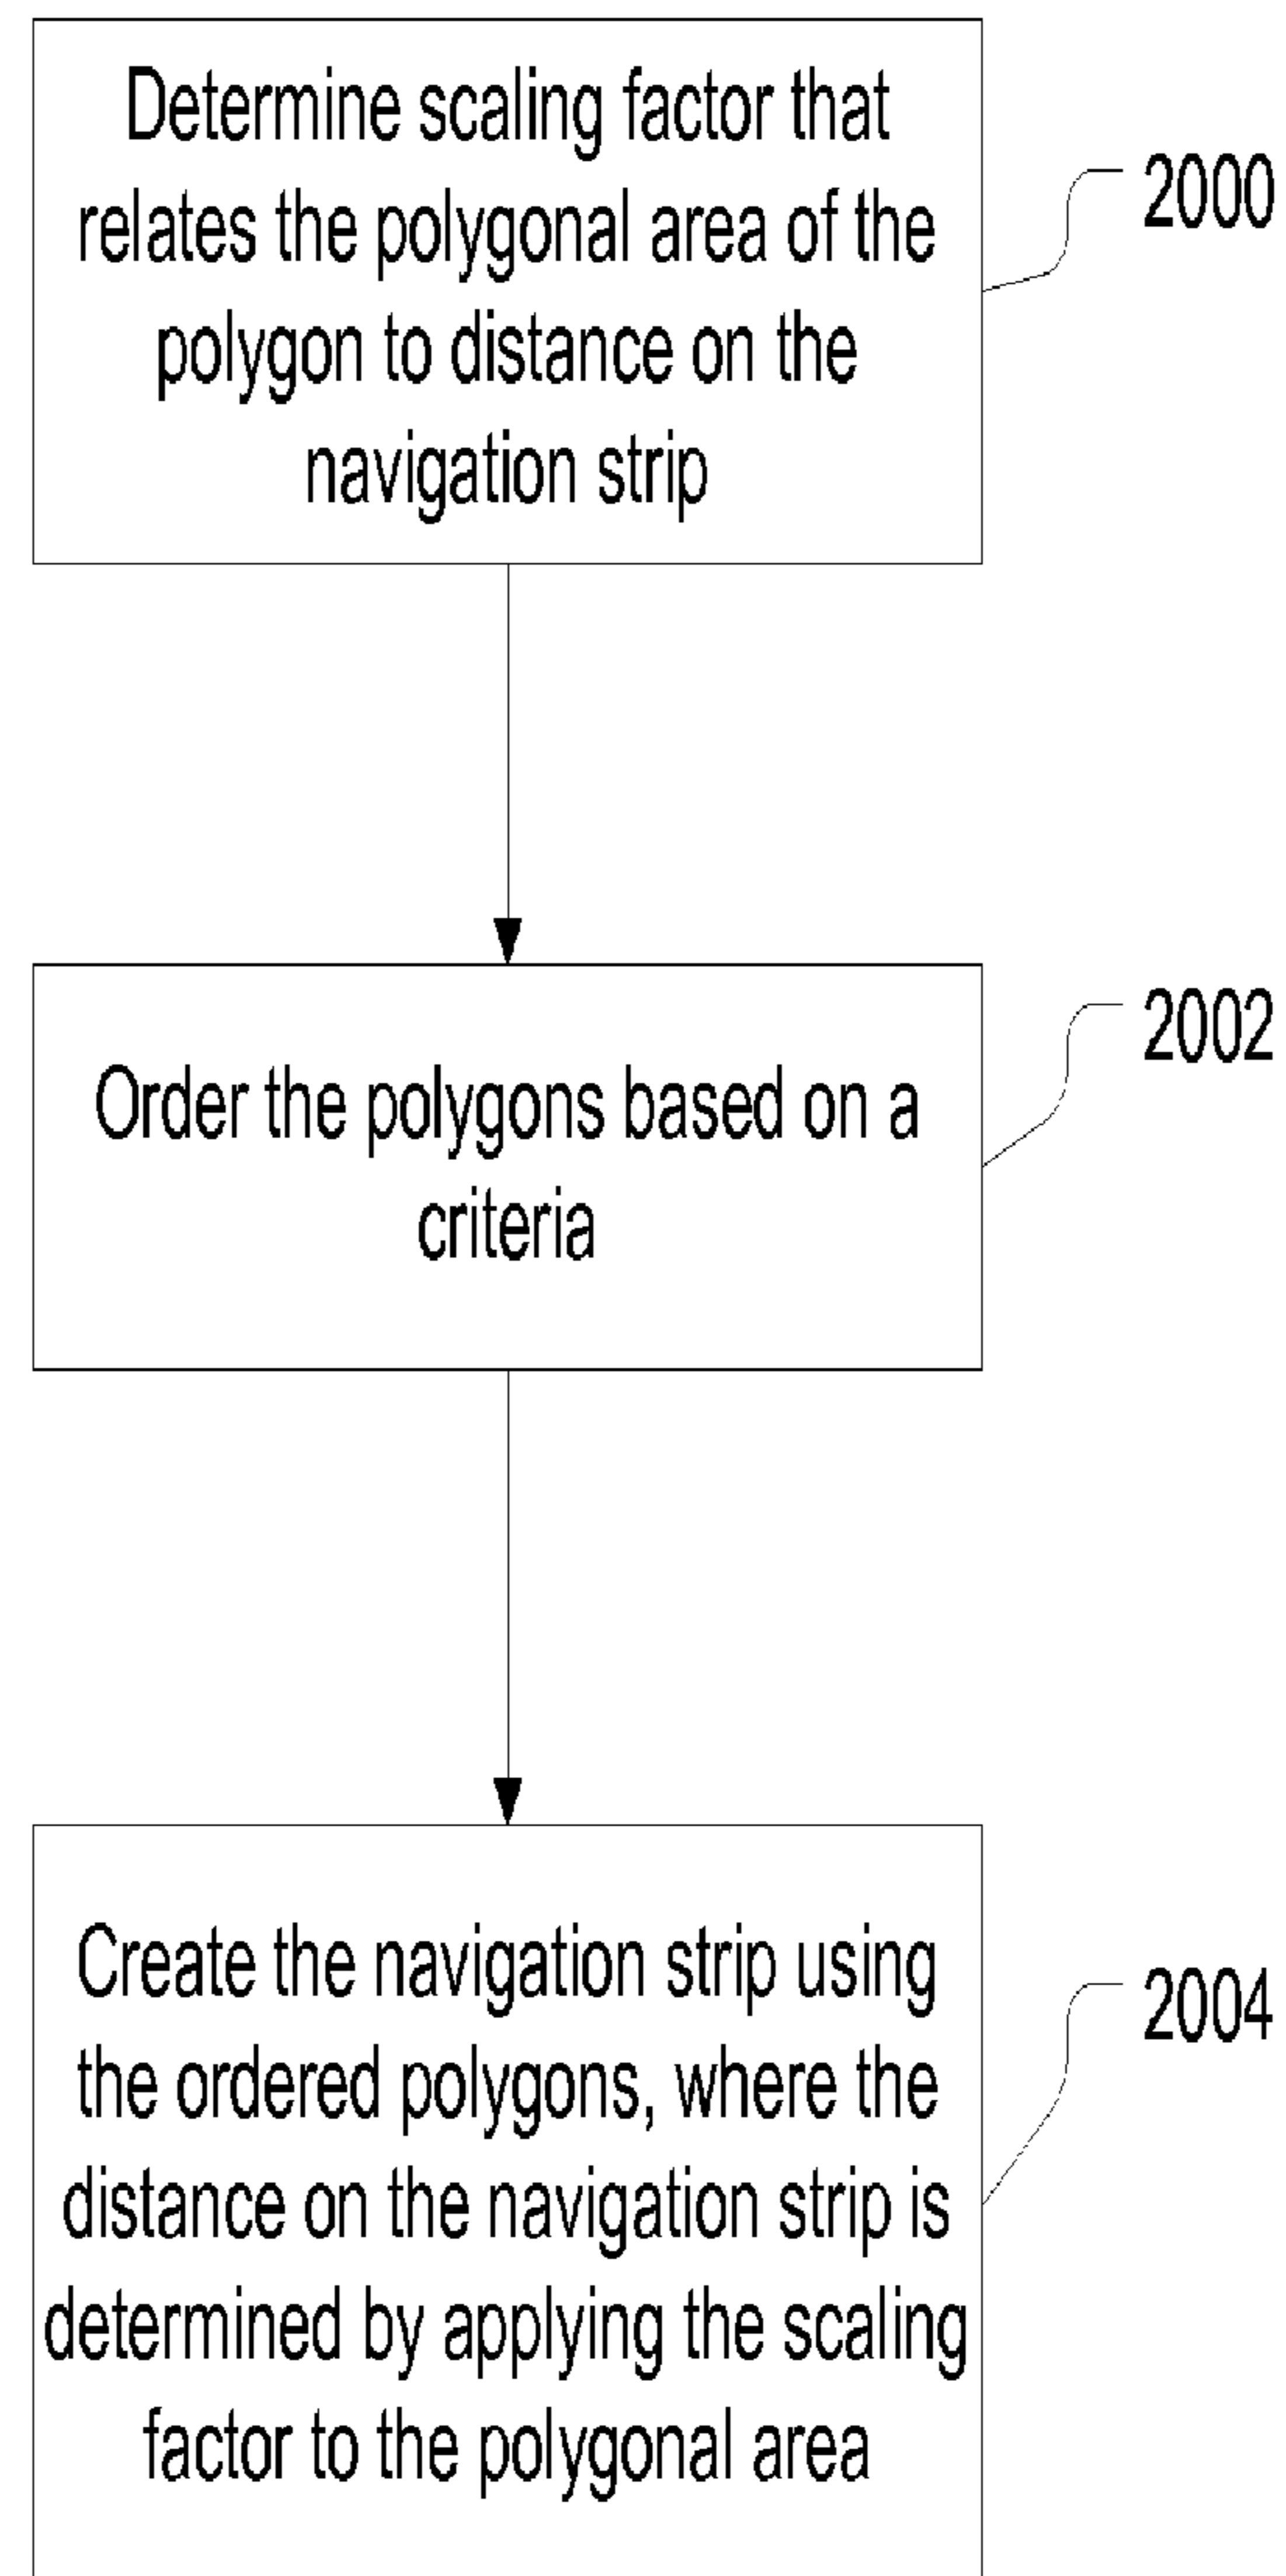 Determine scaling factor that
relates the polygonal area of the
polygon to distance on the
navigation strip
2000
Order the polygons based on a
criteria
2002
Create the navigation strip using
the ordered polygons, where the
distance on the navigation strip is
determined by applying the scaling
factor to the polygonal area
2004